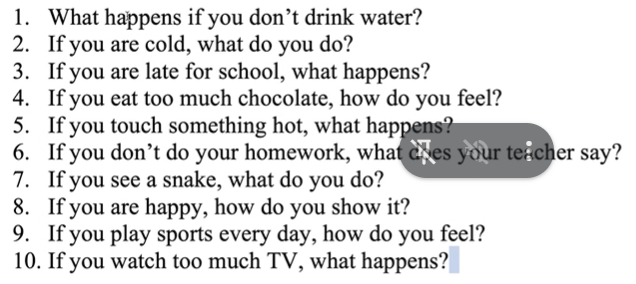 1. What happens if you don't drink water?
2. If you are cold, what do you do?
3. If you are late for school, what happens?
4. If you eat too much chocolate, how do you feel?
5. If you touch something hot, what happens?
6. If you don't do your homework, what does your teacher say?
7. If you see a snake, what do you do?
8. If you are happy, how do you show it?
9. If you play sports every day, how do you feel?
10. If you watch too much TV, what happens?